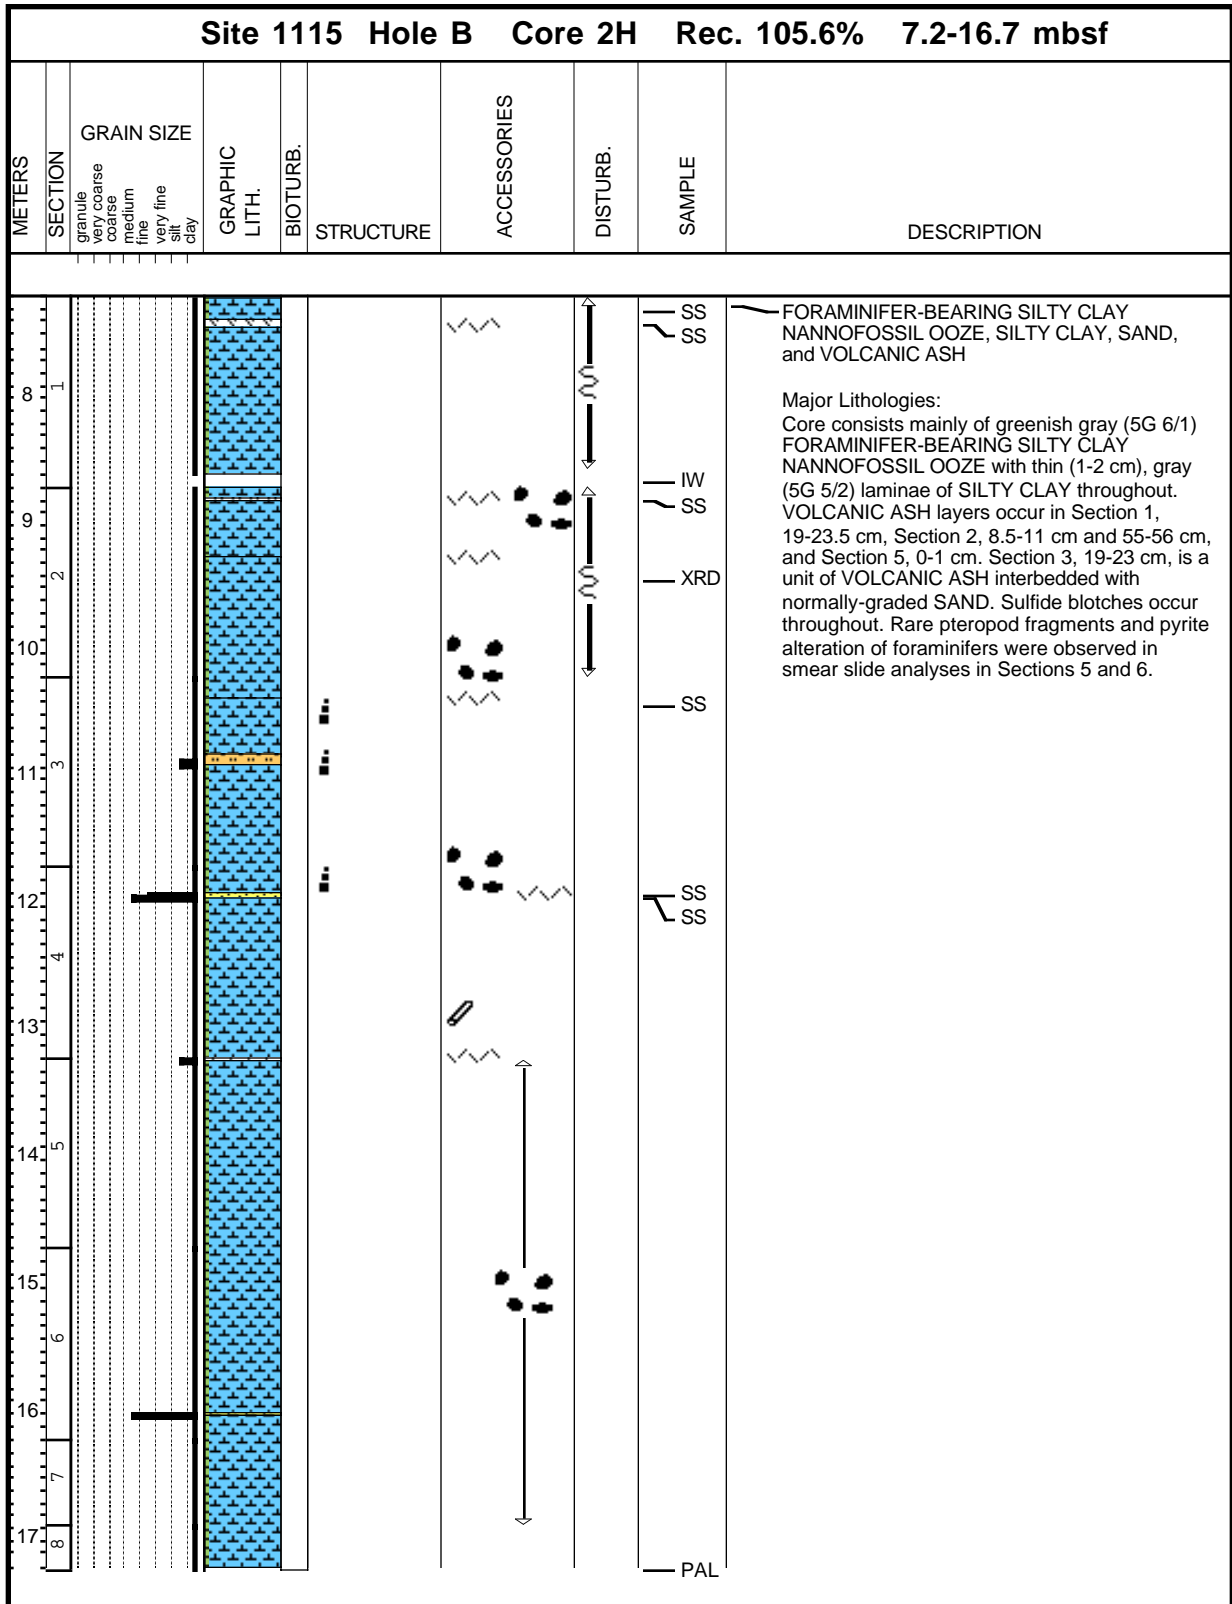 Site 1115 Hole B Core 2H Rec. 105.6% 7.2-16.7 mbsf
METERS
SECTION
GRAIN SIZE
granule
very coarse
coarse
medium
fine
very fine
silt
clay
GRAPHIC
LITH.
BIOTURB.
STRUCTURE
ACCESSORIES
DISTURB.
SAMPLE
DESCRIPTION
8
9
10
11
12
13
14
15
16
17
1
2
3
4
5
6
7
8
SS
SS
IW
SS
XRD
SS
SS
SS
PAL
FORAMINIFER-BEARING SILTY CLAY
NANNOFOSSIL OOZE, SILTY CLAY, SAND,
and VOLCANIC ASH
Major Lithologies:
Core consists mainly of greenish gray (5G 6/1)
FORAMINIFER-BEARING SILTY CLAY
NANNOFOSSIL OOZE with thin (1-2 cm), gray
(5G 5/2) laminae of SILTY CLAY throughout.
VOLCANIC ASH layers occur in Section 1,
19-23.5 cm, Section 2, 8.5-11 cm and 55-56 cm,
and Section 5, 0-1 cm. Section 3, 19-23 cm, is a
unit of VOLCANIC ASH interbedded with
normally-graded SAND. Sulfide blotches occur
throughout. Rare pteropod fragments and pyrite
alteration of foraminifers were observed in
smear slide analyses in Sections 5 and 6.